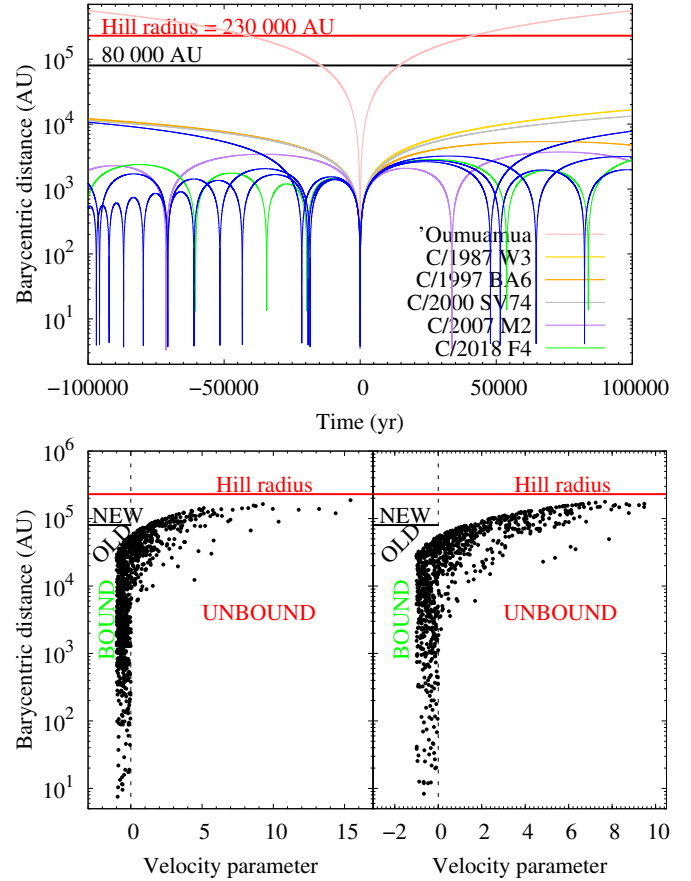 Hill radius = 230 000 AU
80 000 AU
10^5
10^4
10^3
10^2
10^1
Barycentric distance (AU)
'Oumuamua
C/1987 W3
C/1997 BA6
C/2000 SV74
C/2007 M2
C/2018 F4
−100000 −50000 0 50000 100000
Time (yr)
10^6
10^5
10^4
10^3
10^2
10^1
Barycentric distance (AU)
Hill radius
NEW
OLD
BOUND
UNBOUND
0 5 10 15
Velocity parameter
Hill radius
NEW
OLD
BOUND
UNBOUND
−2 0 2 4 6 8 10
Velocity parameter